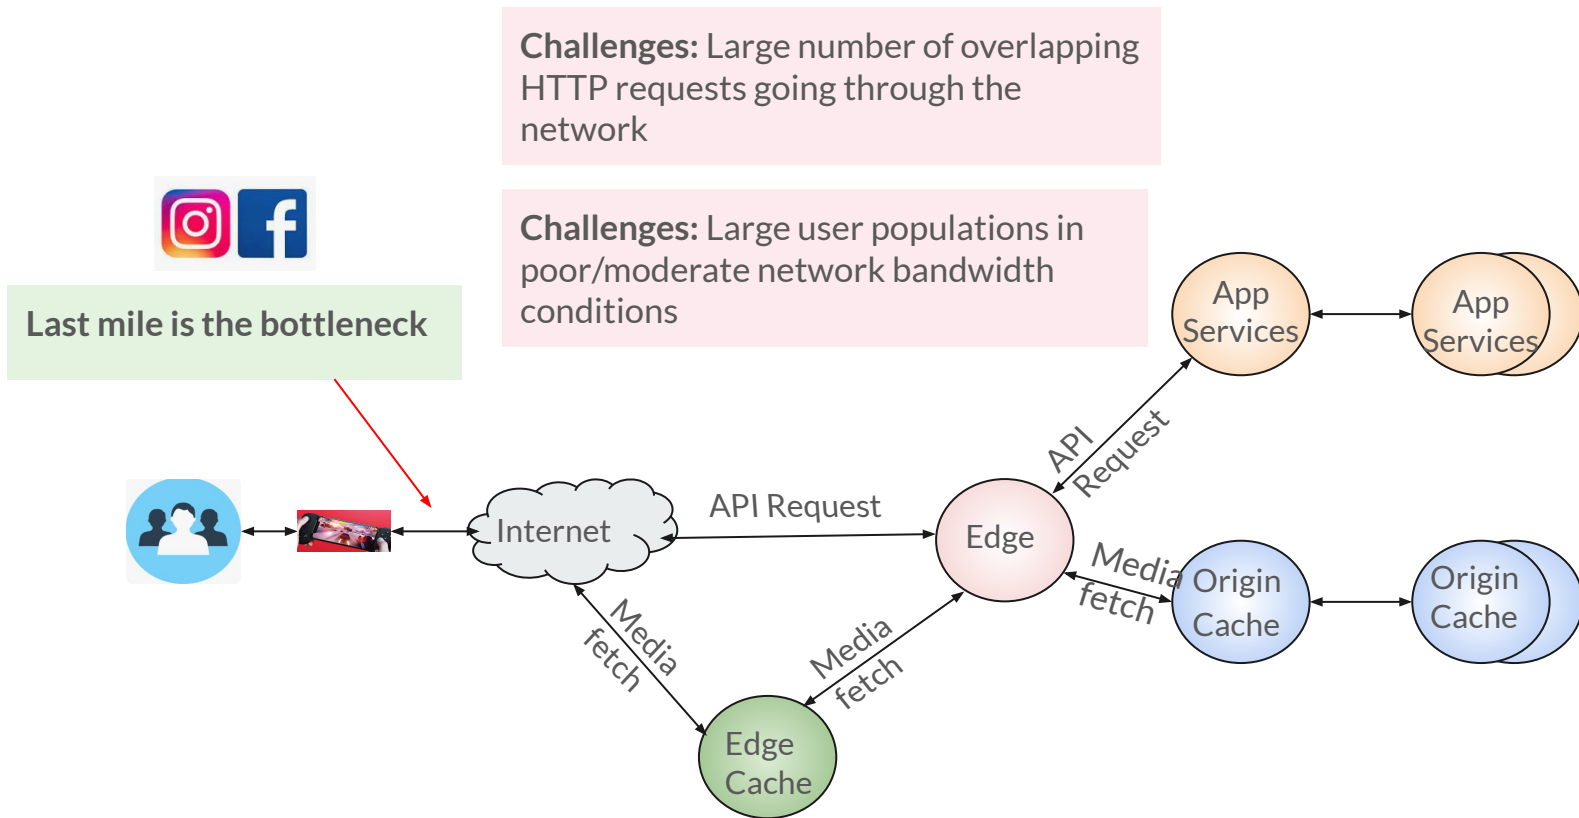 Challenges: Large number of overlapping
HTTP requests going through the
network
Challenges: Large user populations in
poor/moderate network bandwidth
conditions
Last mile is the bottleneck
App
Services
App
Services
API
Request
API Request
Internet
Edge
Media
fetch
Origin
Cache
Origin
Cache
Media
fetch
Media
fetch
Edge
Cache